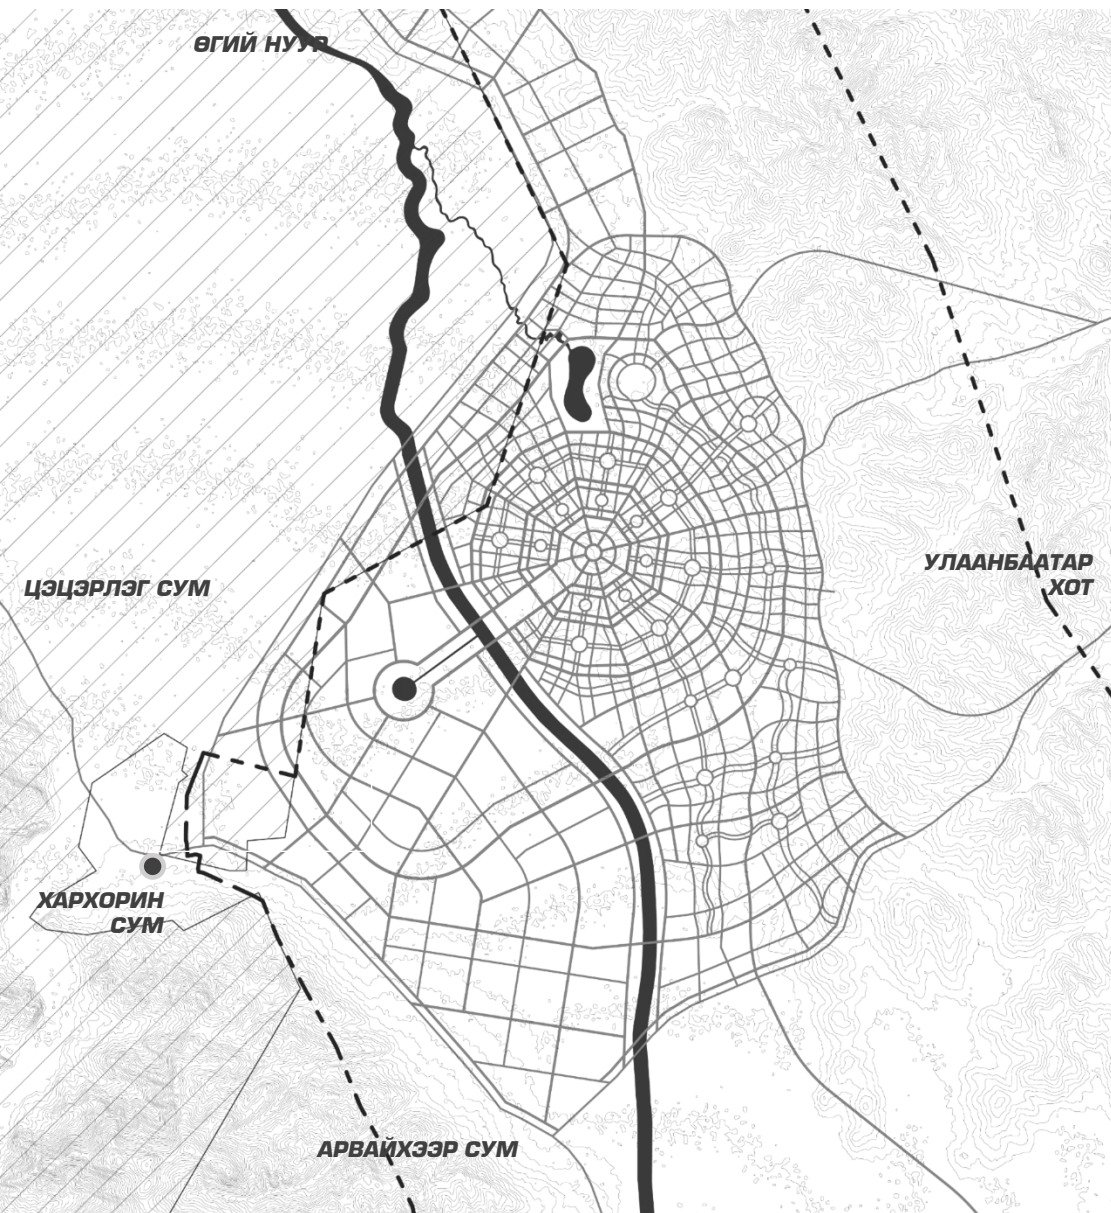 ӨГИЙ НУУР
УЛААНБААТАР
ХОТ
ЦЭЦЭРЛЭГ СУМ
ХАРХОРИН
СУМ
АРВАЙХЭЭР СУМ